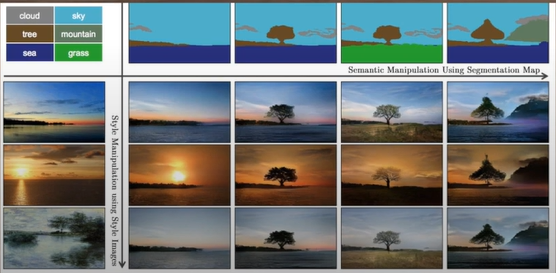 cloud sky
tree mountain
sea grass
Semantic Manipulation Using Segmentation Map
Style Manipulation using Style Images